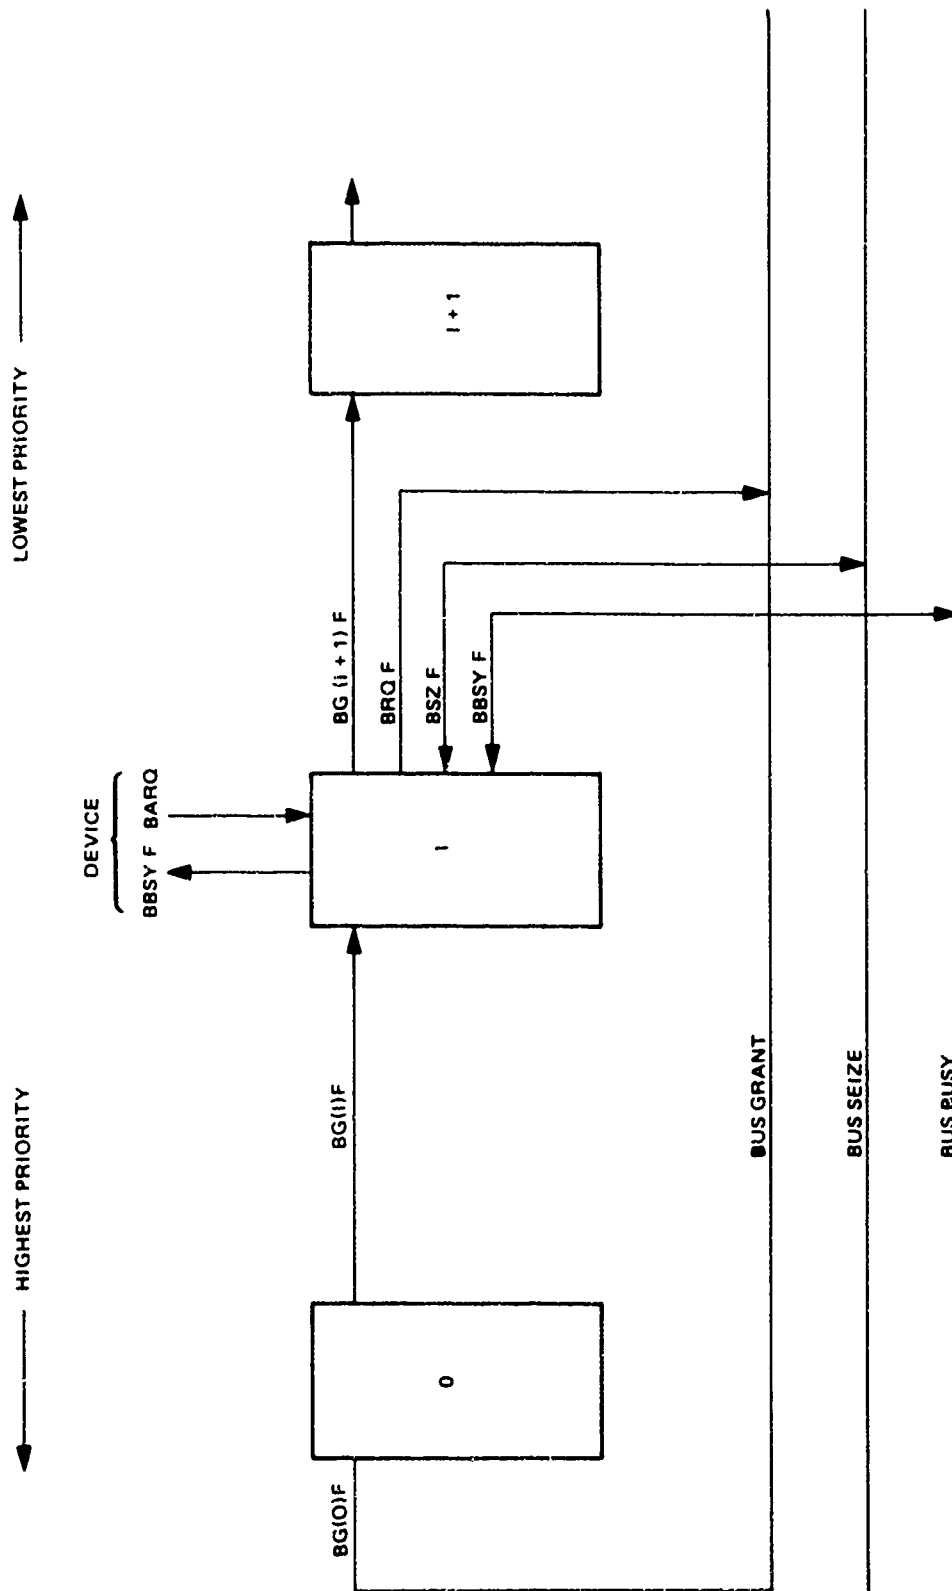 HIGHEST PRIORITY
LOWEST PRIORITY
DEVICE
BBSY F BARQ
BG(0)F
0
BG(I)F
I
BG (i + 1) F
BRQ F
BSZ F
BBSY F
I + 1
BUS GRANT
BUS SEIZE
BUS BUSY